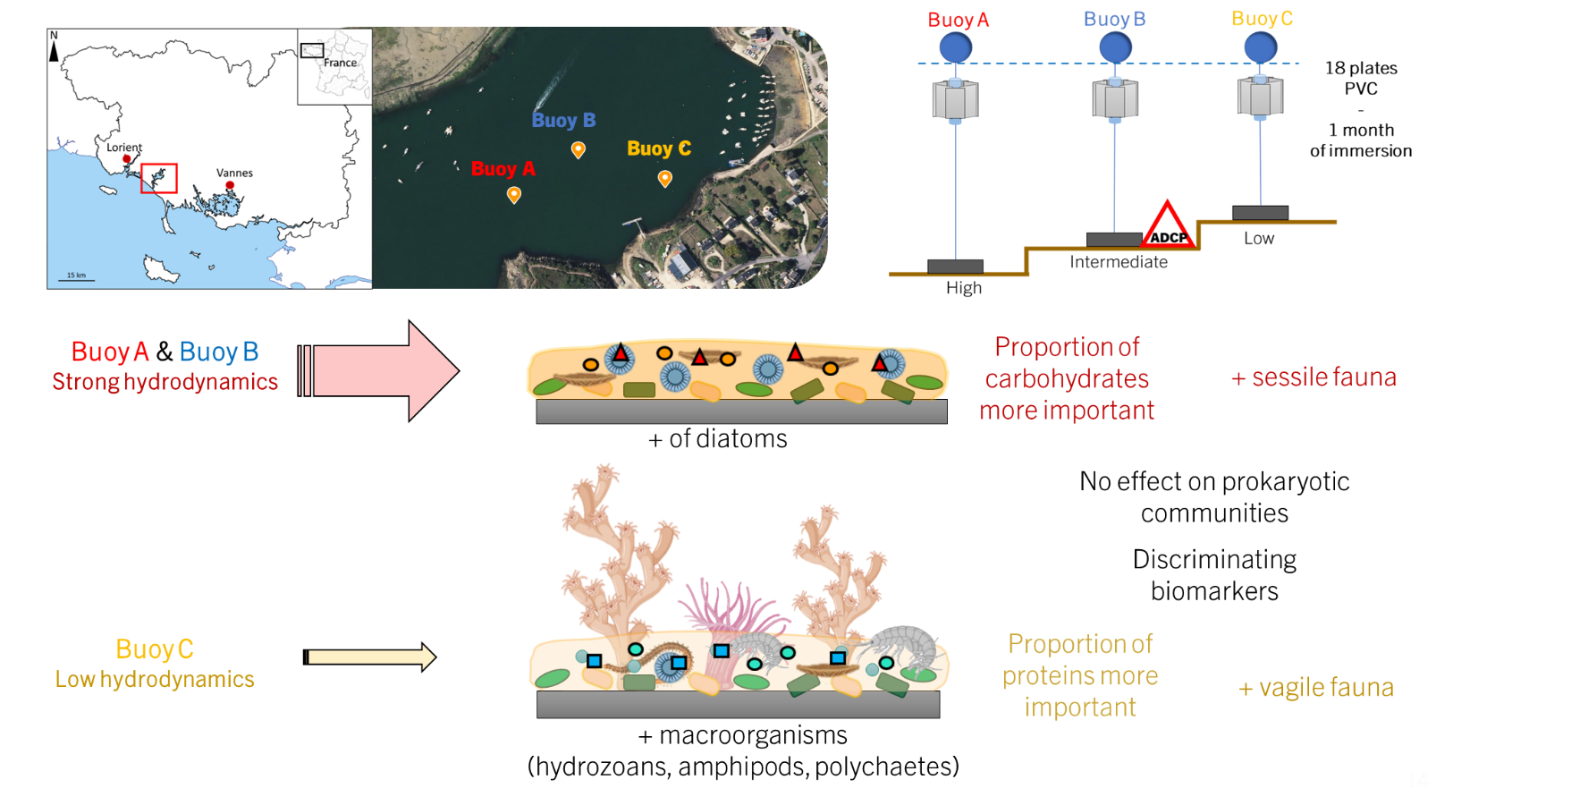 N
France
Lorient
Vannes
15 km
Buoy B
Buoy C
Buoy A
Buoy A
Buoy B
Buoy C
18 plates
PVC
-
1 month
of immersion
ADCP
High
Intermediate
Low
Buoy A & Buoy B
Strong hydrodynamics
+ of diatoms
Proportion of
carbohydrates
more important
+ sessile fauna
No effect on prokaryotic
communities
Discriminating
biomarkers
Buoy C
Low hydrodynamics
+ macroorganisms
(hydrozoans, amphipods, polychaetes)
Proportion of
proteins more
important
+ vagile fauna